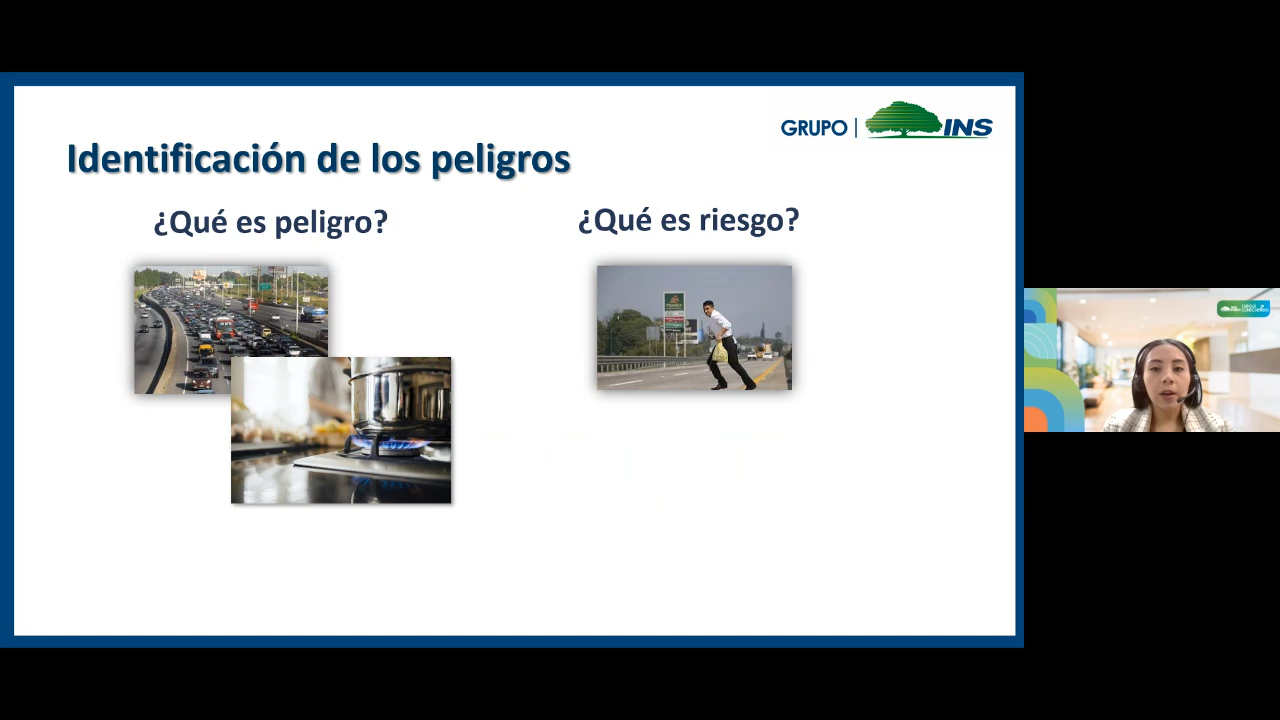 GRUPO | INS
Identificación de los peligros
¿Qué es peligro?
¿Qué es riesgo?